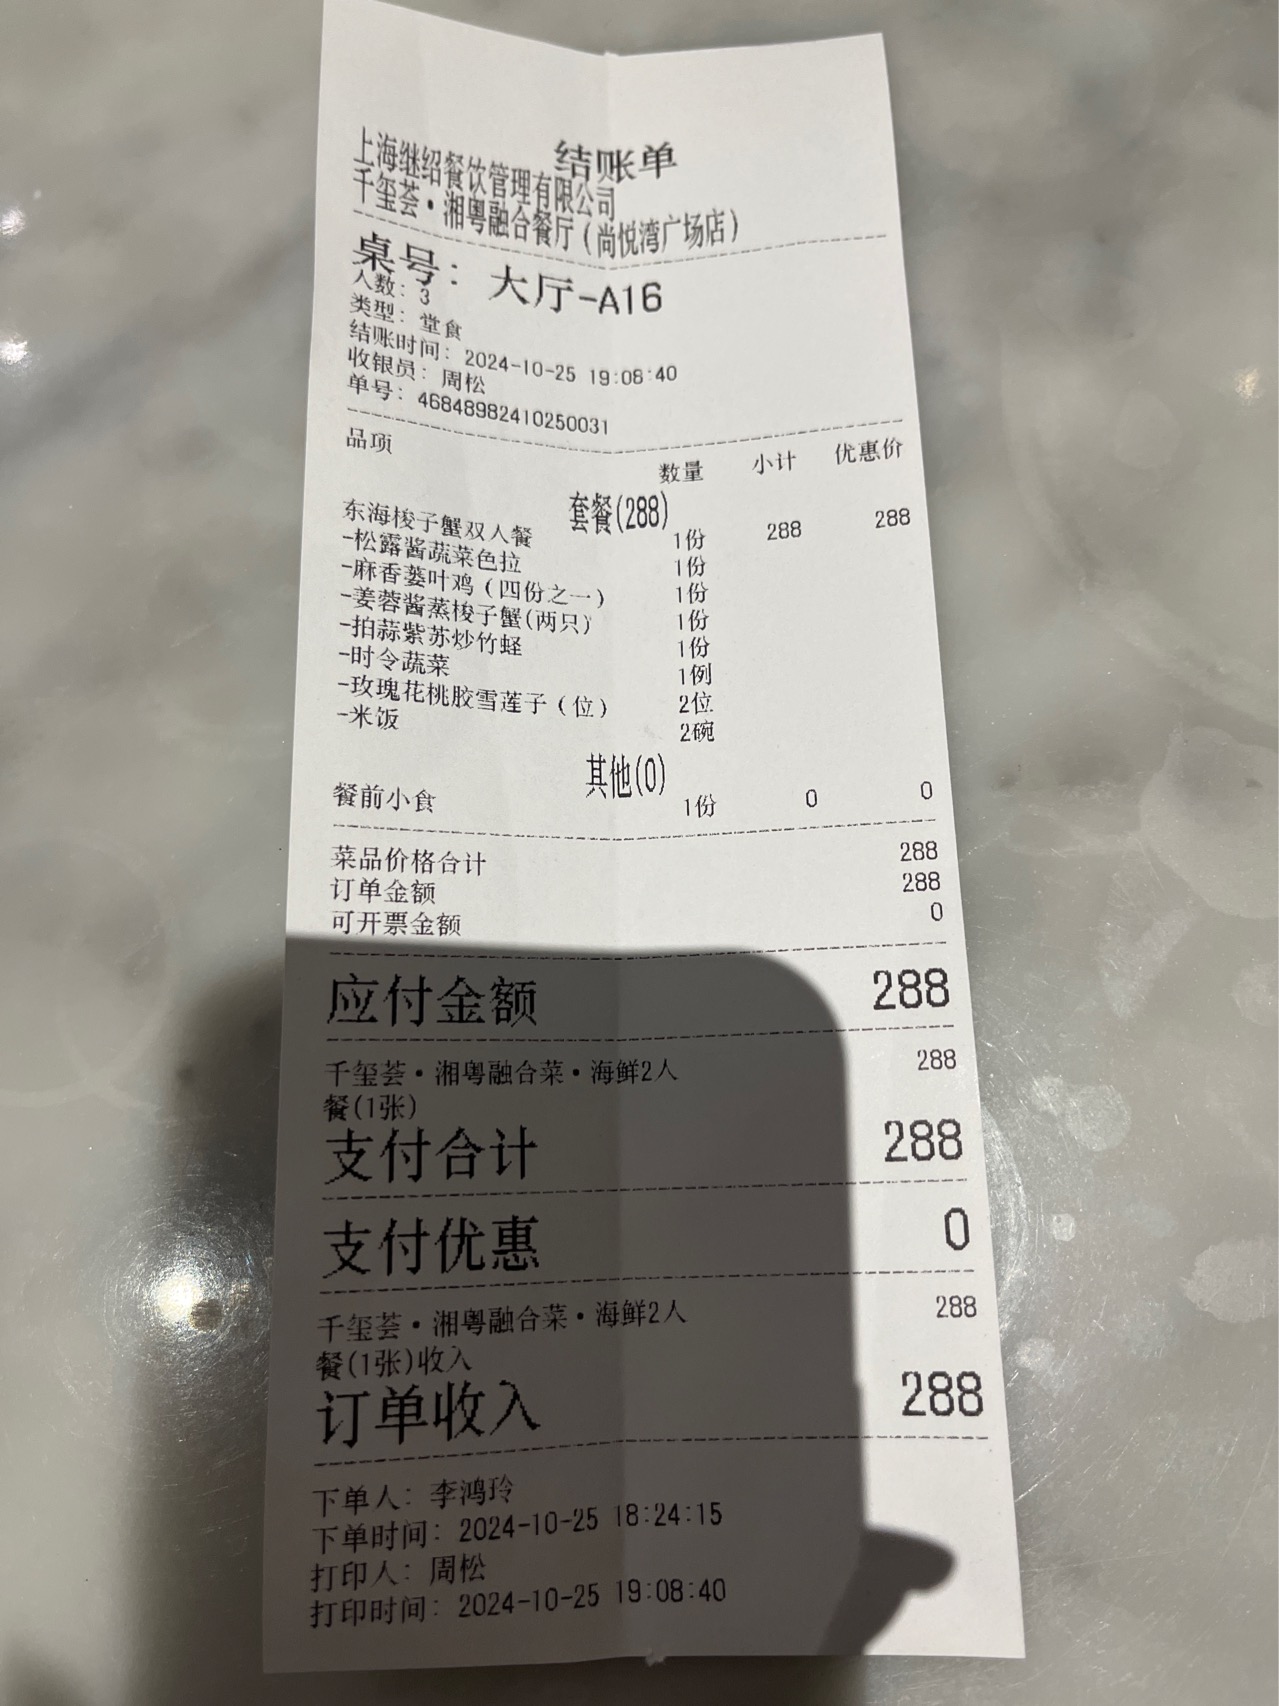 结账单
上海继绍餐饮管理有限公司
千玺荟·湘粤融合餐厅(尚悦湾广场店)
桌号: 大厅-A16
人数: 3
类型: 堂食
结账时间: 2024-10-25 19:08:40
收银员: 周松
单号: 46848982410250031
品项 数量 小计 优惠价
套餐(288)
东海梭子蟹双人餐 1份 288 288
-松露酱蔬菜色拉 1份
-麻香蒌叶鸡(四份之一) 1份
-姜蓉酱蒸梭子蟹(两只) 1份
-拍蒜紫苏炒竹蛏 1份
-时令蔬菜 1例
-玫瑰花桃胶雪莲子(位) 2位
-米饭 2碗
其他(0)
餐前小食 1份 0 0
菜品价格合计 288
订单金额 288
可开票金额 0
应付金额 288
千玺荟·湘粤融合菜·海鲜2人 288
餐(1张)
支付合计 288
支付优惠 0
千玺荟·湘粤融合菜·海鲜2人 288
餐(1张)收入
订单收入 288
下单人: 李鸿玲
下单时间: 2024-10-25 18:24:15
打印人: 周松
打印时间: 2024-10-25 19:08:40